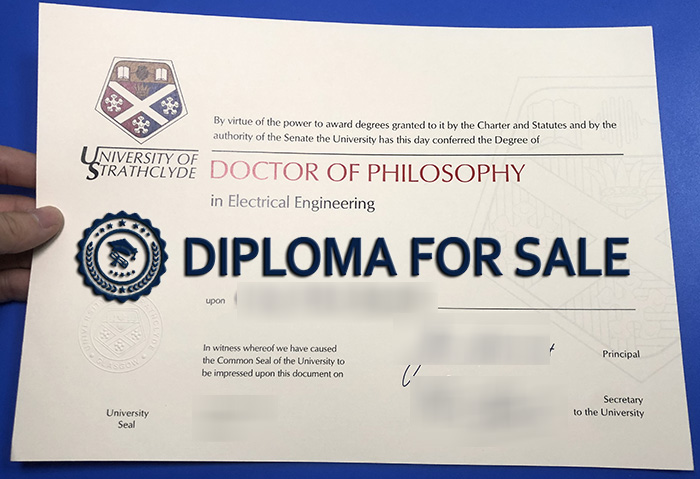 By virtue of the power to award degrees granted to it by the Charter and Statutes and by the
authority of the Senate the University has this day conferred the Degree of
UNIVERSITY OF
STRATHCLYDE
DOCTOR OF PHILOSOPHY
in Electrical Engineering
DIPLOMA FOR SALE
upon
In witness whereof we have caused
the Common Seal of the University to
be impressed upon this document on
Principal
Secretary
to the University
University
Seal